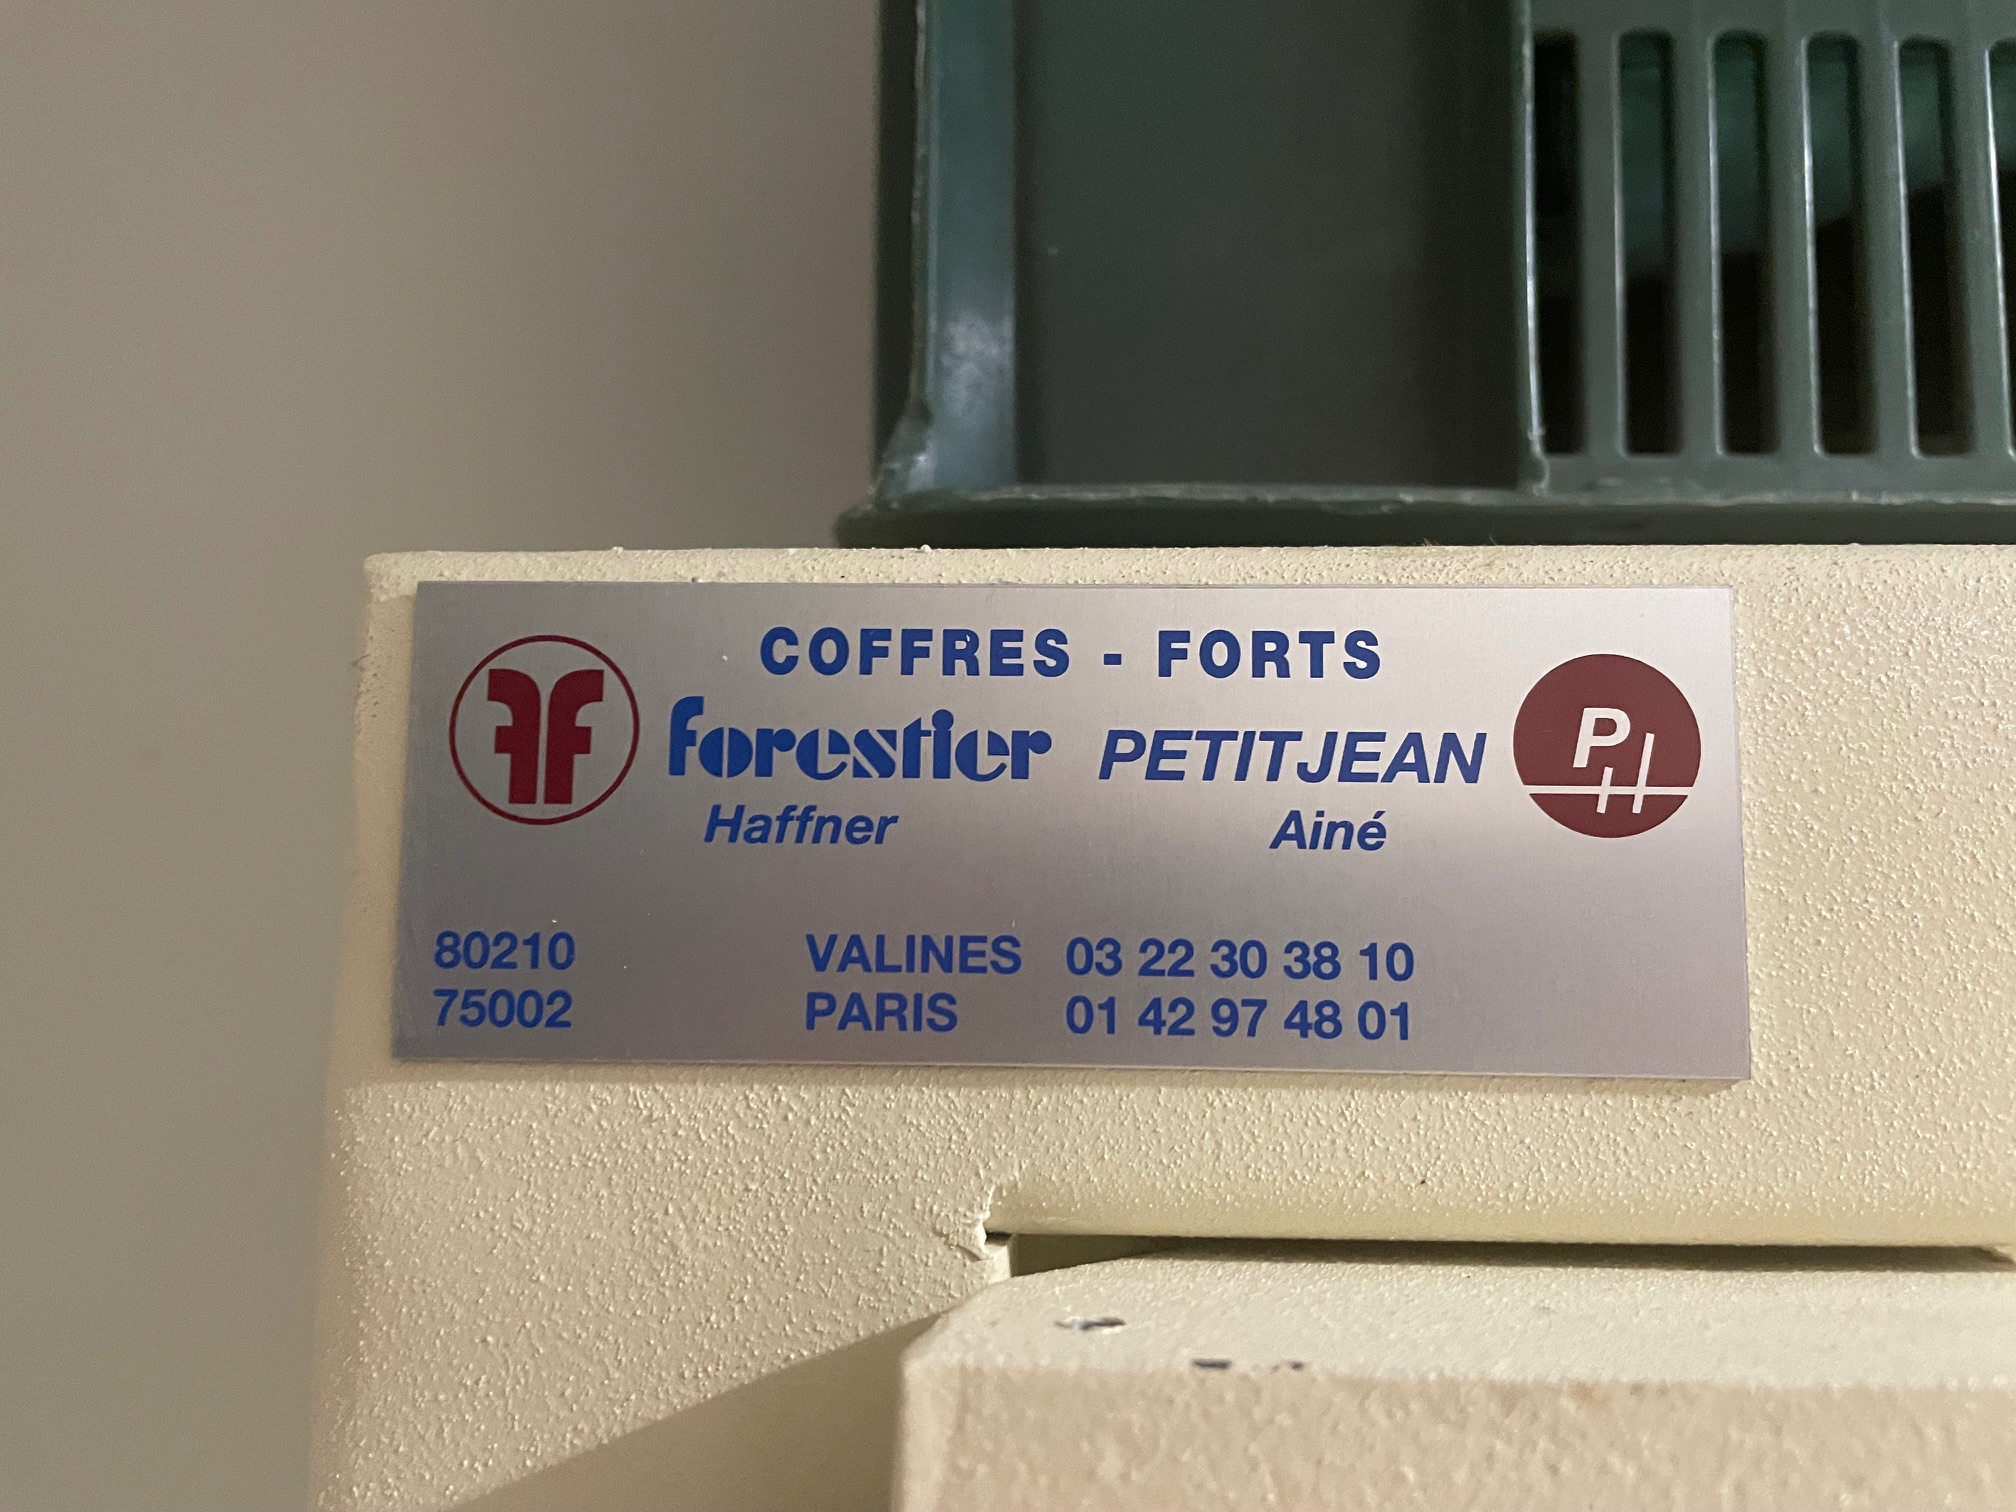 COFFRES - FORTS
forestier PETITJEAN
Haffner Ainé
PH
80210 VALINES 03 22 30 38 10
75002 PARIS 01 42 97 48 01